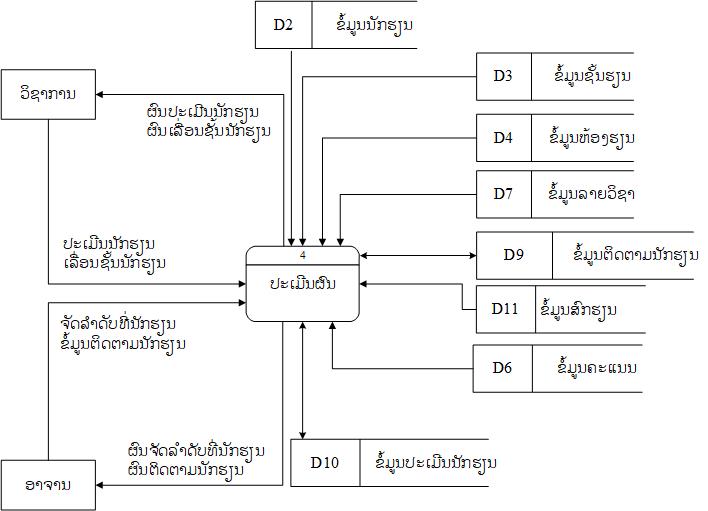 D2 ຂໍ້ມູນນັກຮຽນ
ວິຊາການ
D3 ຂໍ້ມູນຊັ້ນຮຽນ
ຜົນປະເມີນນັກຮຽນ
ຜົນເລື່ອນຊັ້ນນັກຮຽນ
D4 ຂໍ້ມູນຫ້ອງຮຽນ
D7 ຂໍ້ມູນລາຍວິຊາ
ປະເມີນນັກຮຽນ
ເລື່ອນຊັ້ນນັກຮຽນ
4
ປະເມີນຜົນ
D9 ຂໍ້ມູນຕິດຕາມນັກຮຽນ
D11 ຂໍ້ມູນສົກຮຽນ
ຈັດລຳດັບທີ່ນັກຮຽນ
ຂໍ້ມູນຕິດຕາມນັກຮຽນ
D6 ຂໍ້ມູນຄະແນນ
ຜົນຈັດລຳດັບທີ່ນັກຮຽນ
ຜົນຕິດຕາມນັກຮຽນ
D10 ຂໍ້ມູນປະເມີນນັກຮຽນ
ອາຈານ